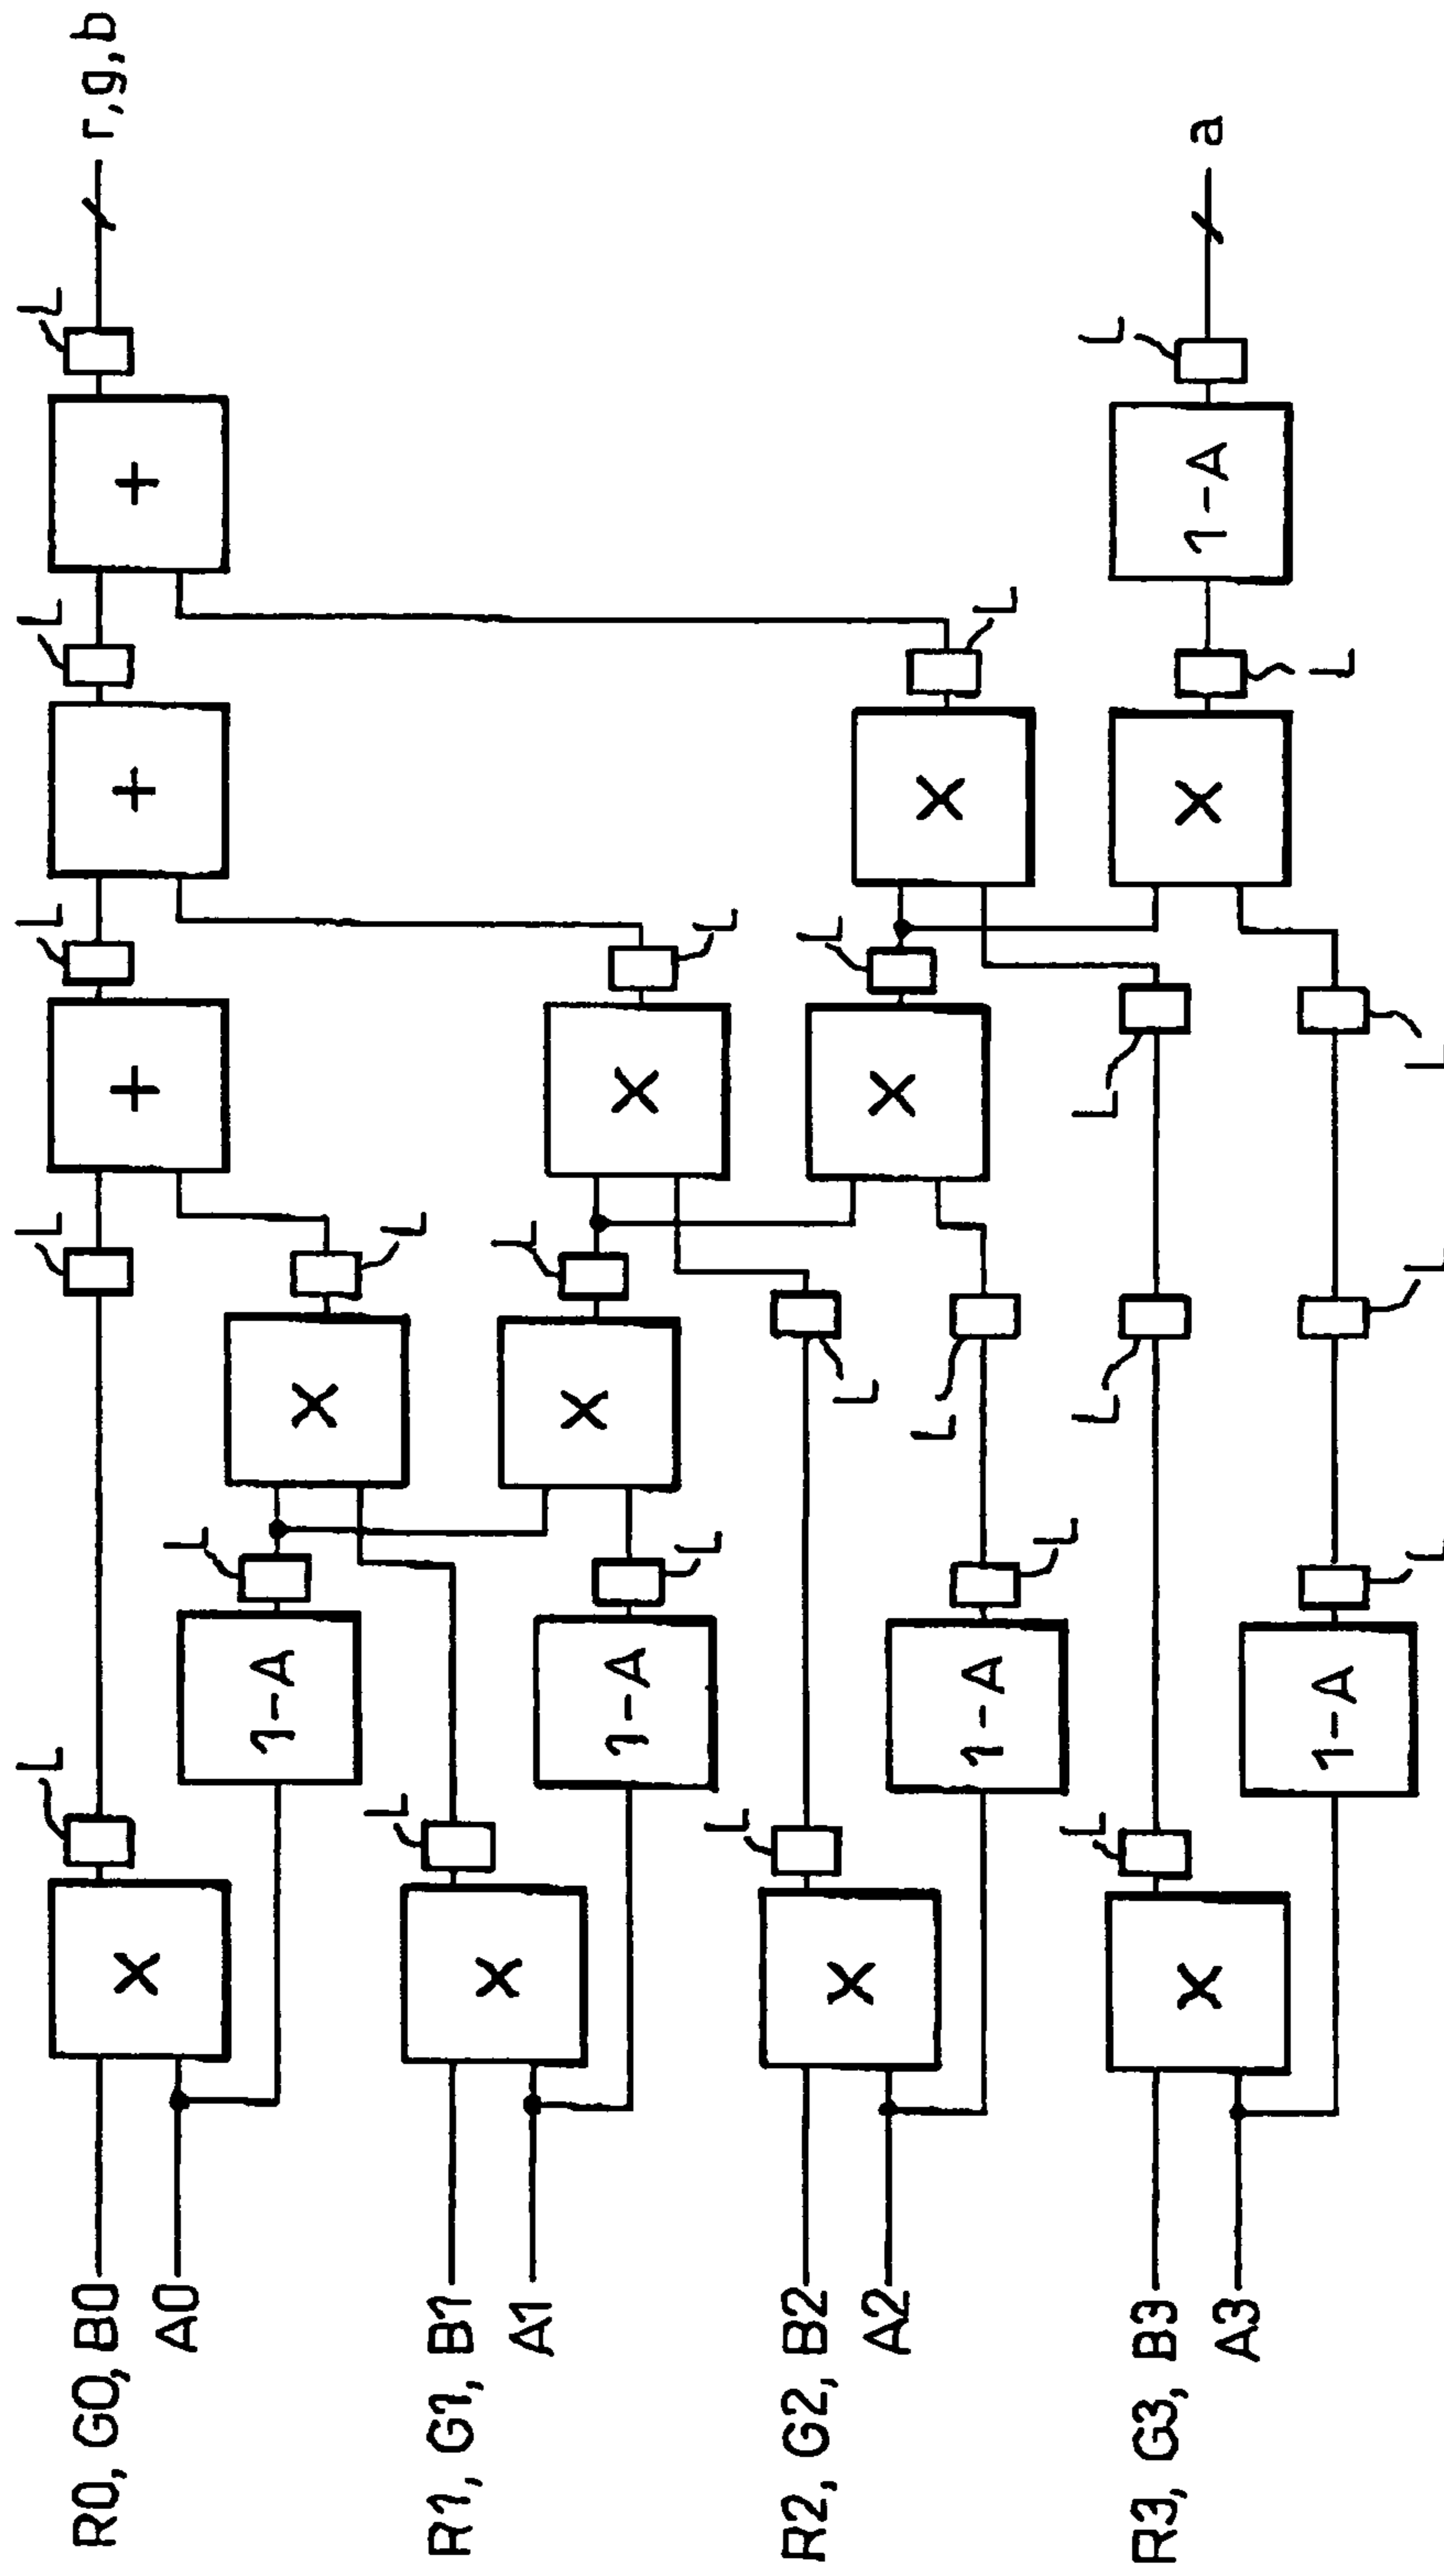 L
L
L
L
L
R0, G0, B0
r,g,b
X
+
+
+
A0
L
1-A
X
L
L
R1, G1, B1
X
L
A1
X
1-A
X
L
L
L
R2, G2, B2
L
X
L
A2
X
L
X
1-A
L
L
L
L
L
L
R3, G3, B3
X
X
1-A
a
A3
1-A
L
L
L
L